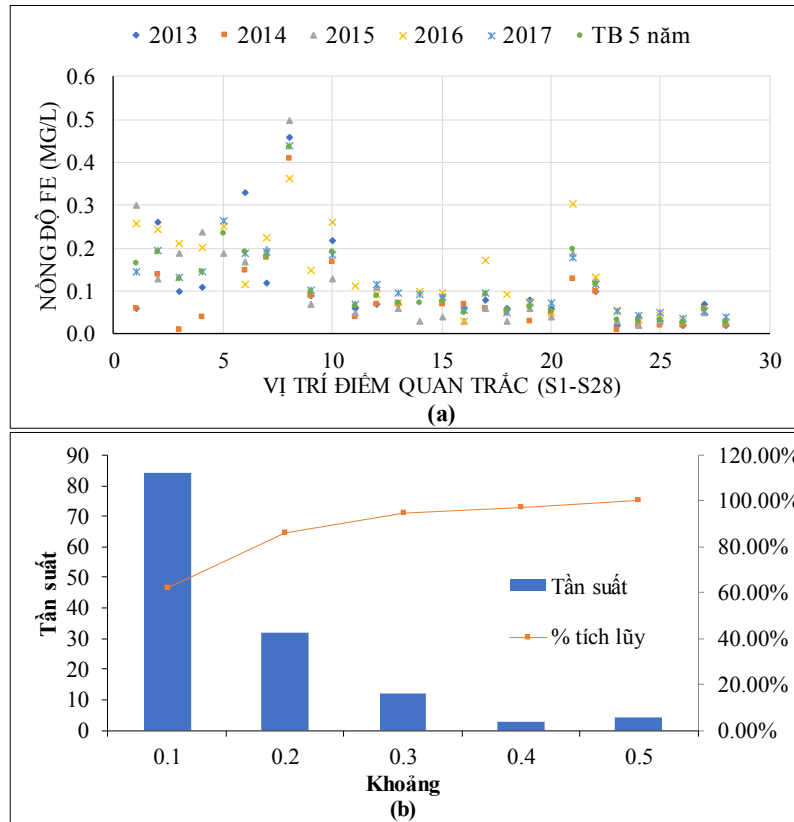 2013 2014 2015 2016 2017 TB 5 năm
NỒNG ĐỘ FE (MG/L)
0.6
0.5
0.4
0.3
0.2
0.1
0.0
0 5 10 15 20 25 30
VỊ TRÍ ĐIỂM QUAN TRẮC (S1-S28)
(a)
Tần suất
90 120.00%
80 100.00%
70
60 80.00%
50
40 60.00%
30 40.00%
20
10 20.00%
0 0.00%
Tần suất
% tích lũy
0.1 0.2 0.3 0.4 0.5
Khoảng
(b)